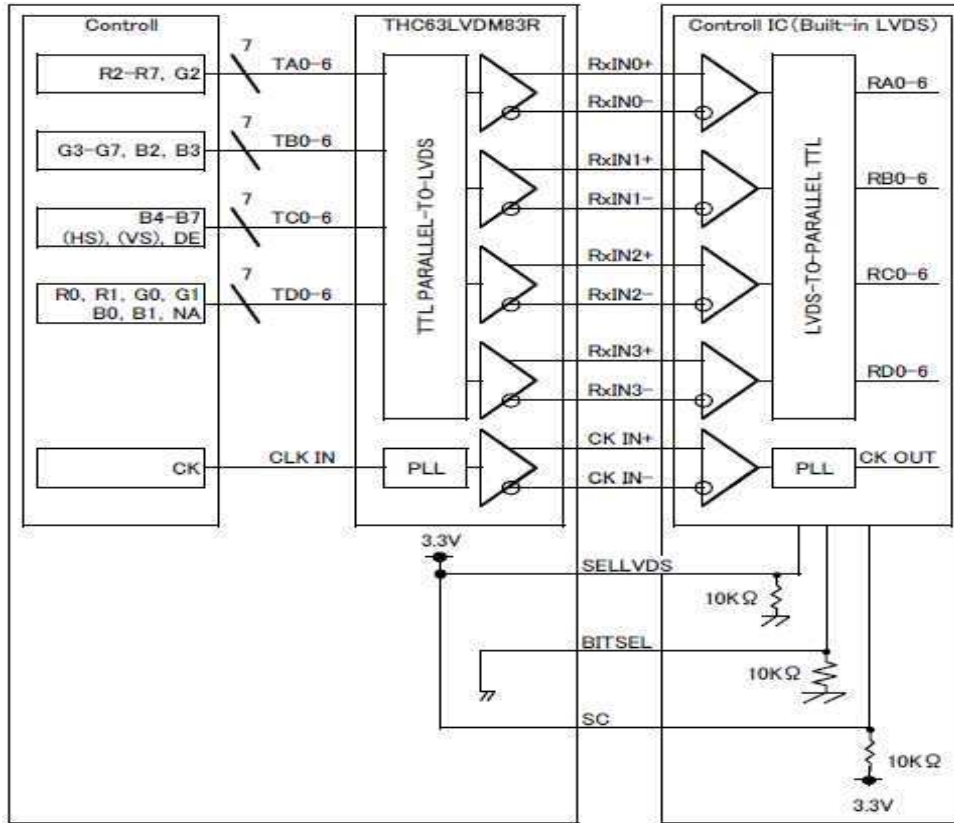 Controll
THC63LVDM83R
Controll IC(Built-in LVDS)
R2-R7, G2
7
TA0-6
RxIN0+
RxIN0-
RA0-6
G3-G7, B2, B3
7
TB0-6
RxIN1+
RxIN1-
RB0-6
B4-B7
(HS), (VS), DE
7
TC0-6
RxIN2+
RxIN2-
RC0-6
R0, R1, G0, G1
B0, B1, NA
7
TD0-6
RxIN3+
RxIN3-
RD0-6
TTL PARALLEL-TO-LVDS
LVDS-TO-PARALLEL TTL
CK
CLK IN
PLL
CK IN+
CK IN-
PLL
CK OUT
3.3V
SELLVDS
10KΩ
BITSEL
10KΩ
SC
10KΩ
3.3V